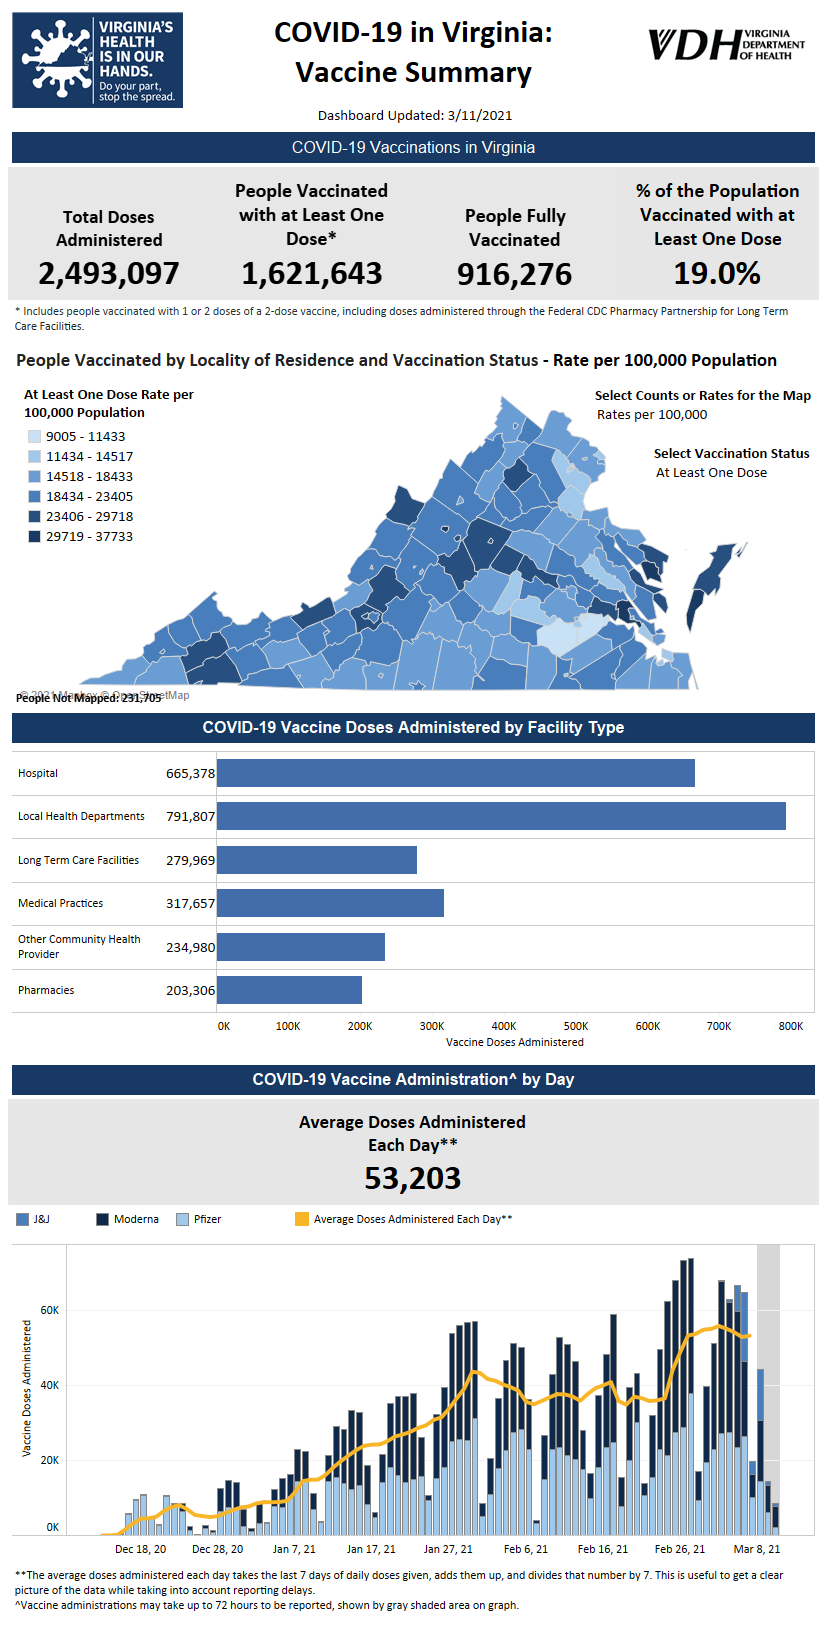 VIRGINIA'S
HEALTH
IS IN OUR
HANDS.
Do your part,
stop the spread.
COVID-19 in Virginia:
Vaccine Summary
Dashboard Updated: 3/11/2021
VDH VIRGINIA
DEPARTMENT
OF HEALTH
COVID-19 Vaccinations in Virginia
Total Doses
Administered
2,493,097
People Vaccinated
with at Least One
Dose*
1,621,643
People Fully
Vaccinated
916,276
% of the Population
Vaccinated with at
Least One Dose
19.0%
* Includes people vaccinated with 1 or 2 doses of a 2-dose vaccine, including doses administered through the Federal CDC Pharmacy Partnership for Long Term
Care Facilities.
People Vaccinated by Locality of Residence and Vaccination Status - Rate per 100,000 Population
At Least One Dose Rate per
100,000 Population
9005 - 11433
11434 - 14517
14518 - 18433
18434 - 23405
23406 - 29718
29719 - 37733
Select Counts or Rates for the Map
Rates per 100,000
Select Vaccination Status
At Least One Dose
© 2021 Mapbox © OpenStreetMap
People Not Mapped: 231,705
COVID-19 Vaccine Doses Administered by Facility Type
Hospital 665,378
Local Health Departments 791,807
Long Term Care Facilities 279,969
Medical Practices 317,657
Other Community Health
Provider 234,980
Pharmacies 203,306
0K 100K 200K 300K 400K 500K 600K 700K 800K
Vaccine Doses Administered
COVID-19 Vaccine Administration^ by Day
Average Doses Administered
Each Day**
53,203
J&J Moderna Pfizer Average Doses Administered Each Day**
Vaccine Doses Administered
60K
40K
20K
0K
Dec 18, 20 Dec 28, 20 Jan 7, 21 Jan 17, 21 Jan 27, 21 Feb 6, 21 Feb 16, 21 Feb 26, 21 Mar 8, 21
**The average doses administered each day takes the last 7 days of daily doses given, adds them up, and divides that number by 7. This is useful to get a clear
picture of the data while taking into account reporting delays.
^Vaccine administrations may take up to 72 hours to be reported, shown by gray shaded area on graph.